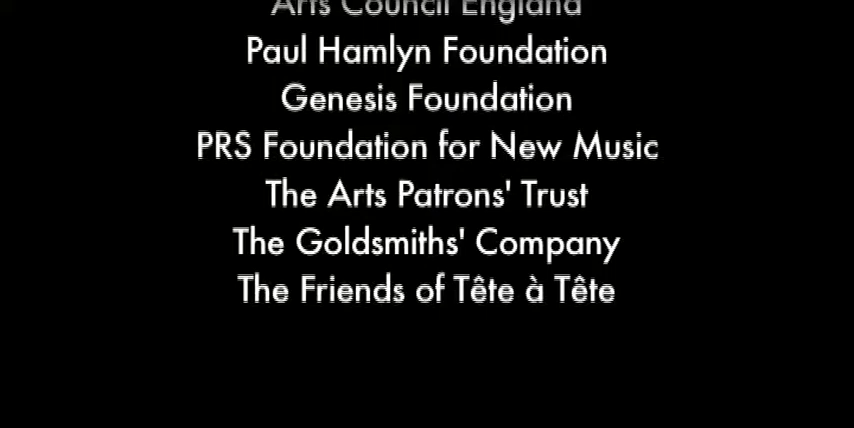 Arts Council England
Paul Hamlyn Foundation
Genesis Foundation
PRS Foundation for New Music
The Arts Patrons' Trust
The Goldsmiths' Company
The Friends of Tête à Tête